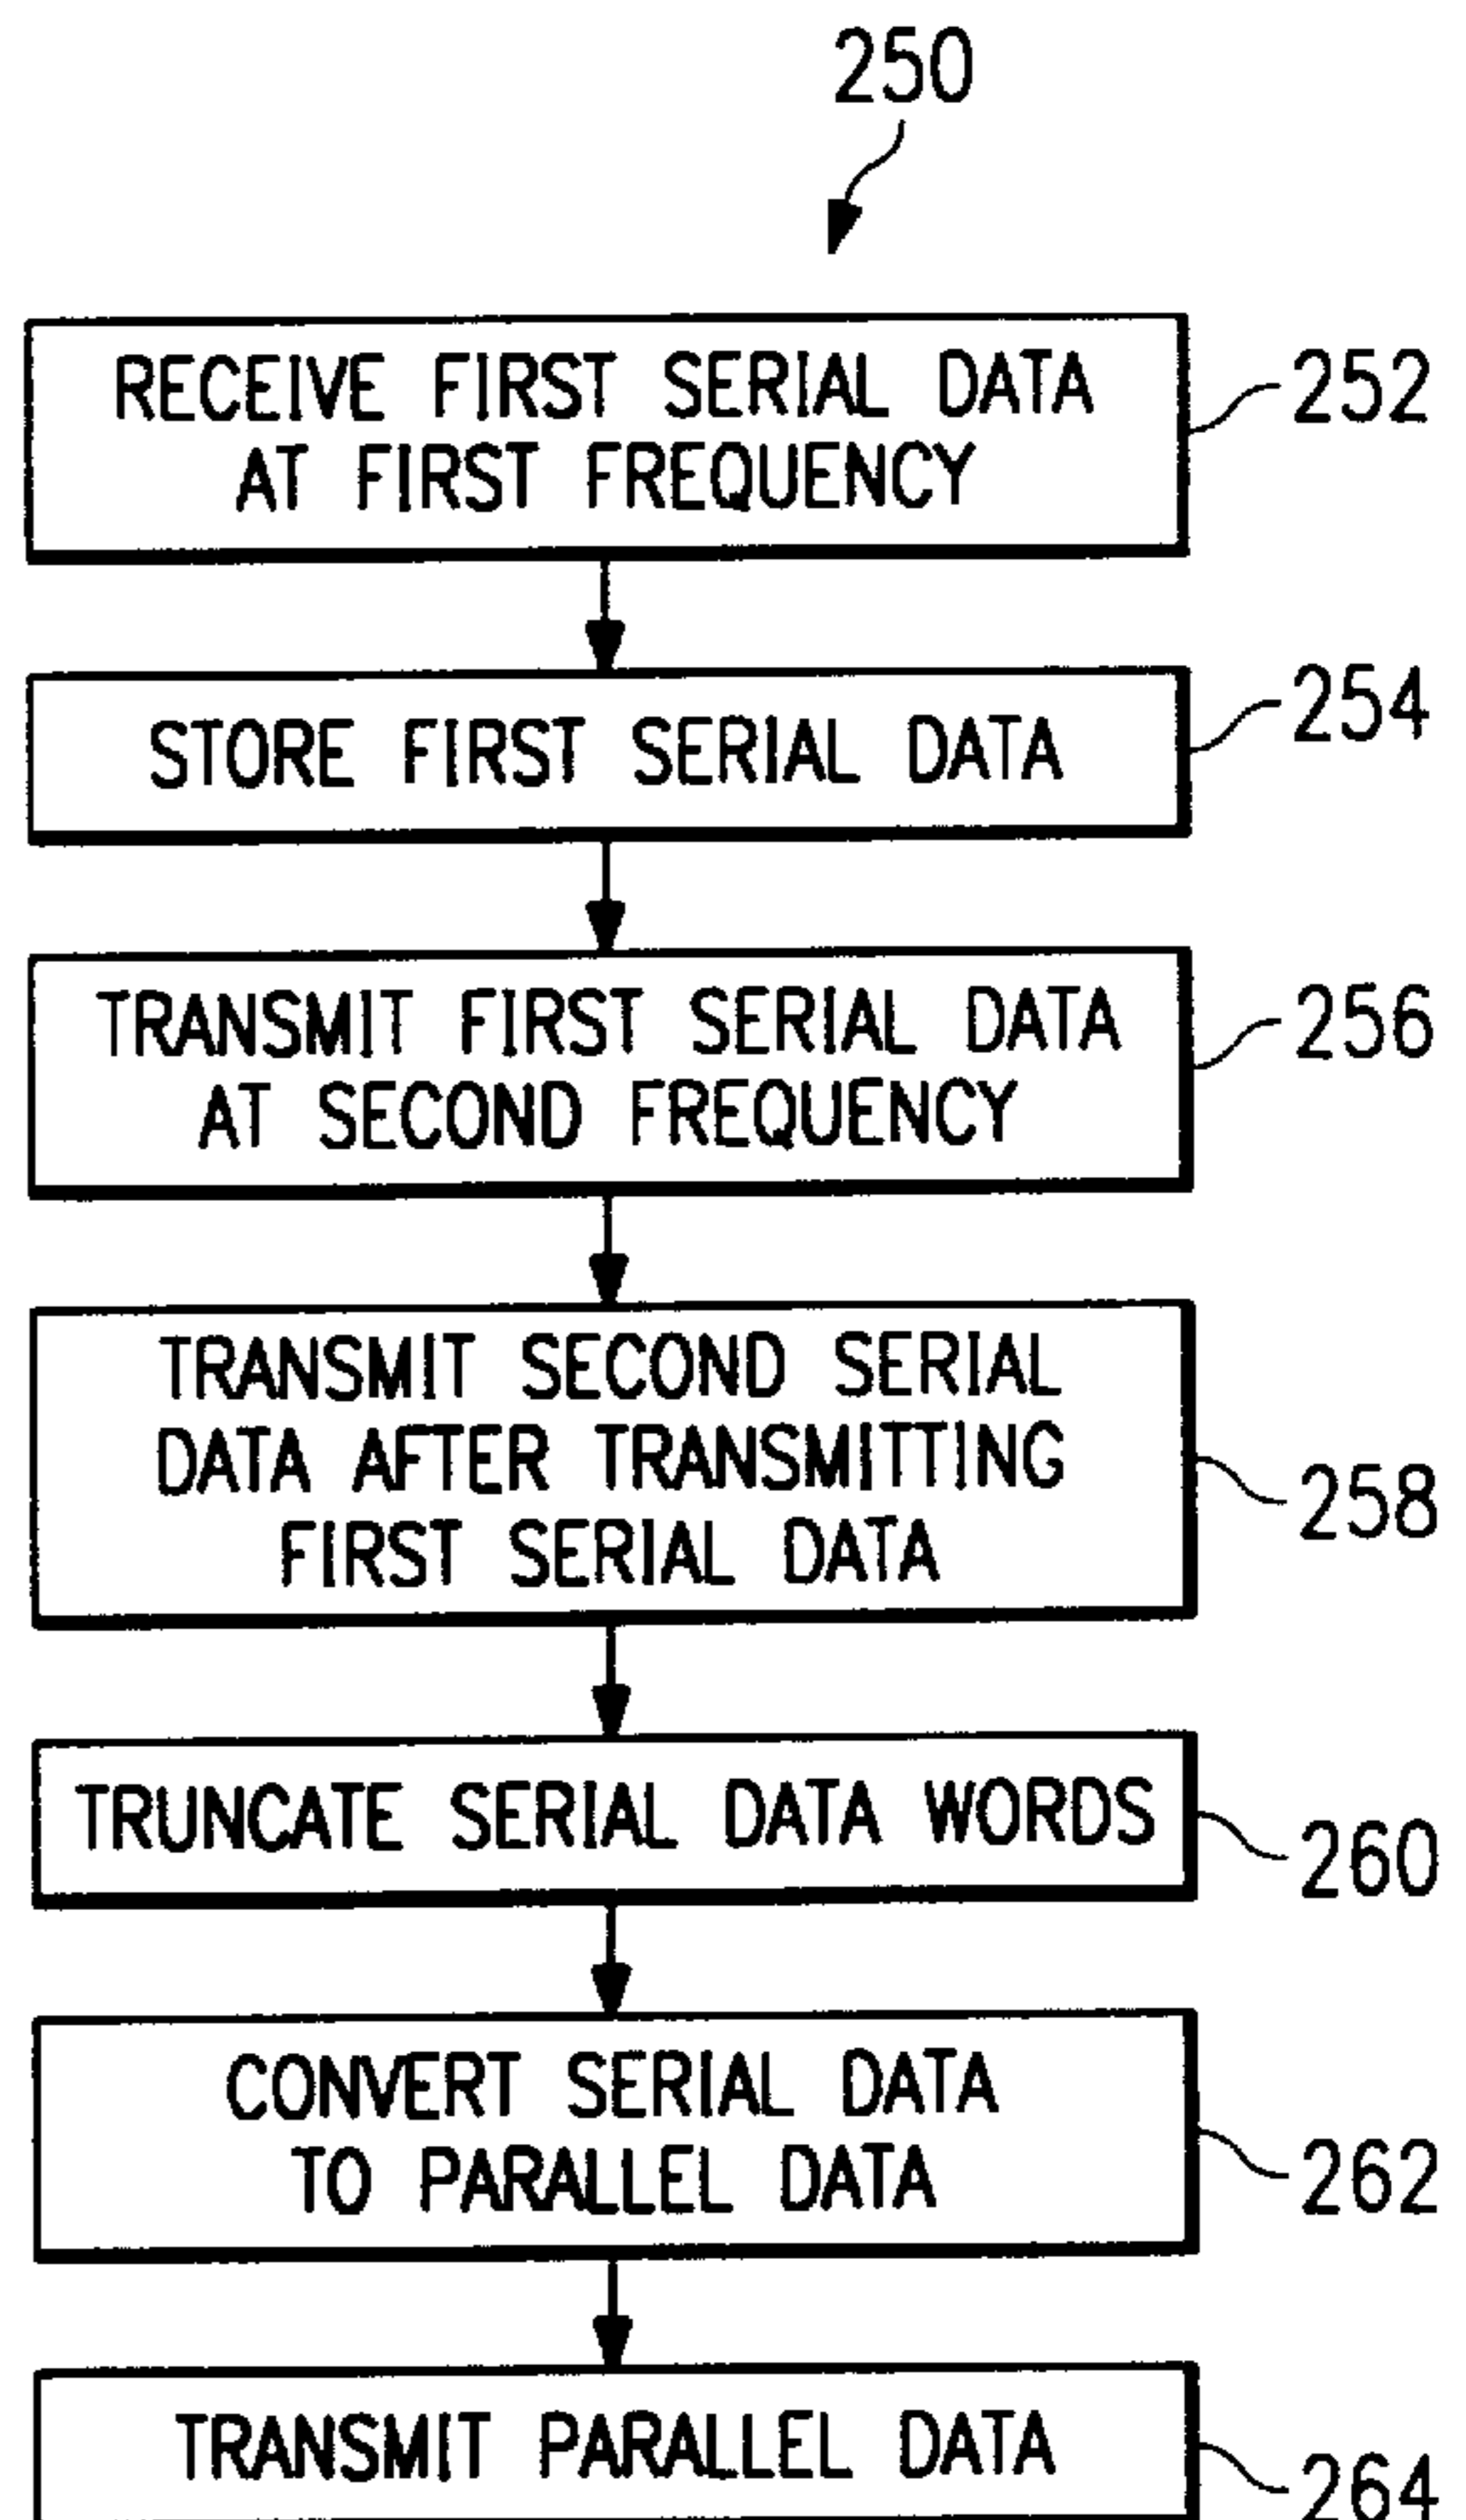 250
RECEIVE FIRST SERIAL DATA
AT FIRST FREQUENCY
252
STORE FIRST SERIAL DATA
254
TRANSMIT FIRST SERIAL DATA
AT SECOND FREQUENCY
256
TRANSMIT SECOND SERIAL
DATA AFTER TRANSMITTING
FIRST SERIAL DATA
258
TRUNCATE SERIAL DATA WORDS
260
CONVERT SERIAL DATA
TO PARALLEL DATA
262
TRANSMIT PARALLEL DATA
264